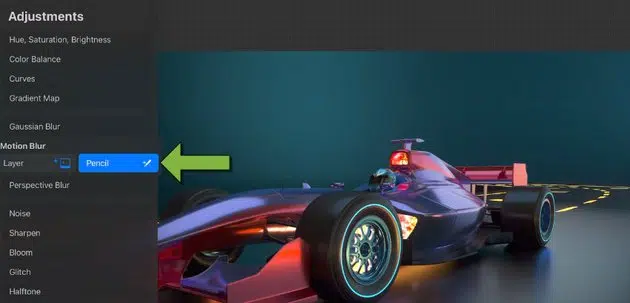 Adjustments
Hue, Saturation, Brightness
Color Balance
Curves
Gradient Map
Gaussian Blur
Motion Blur
Layer Pencil
Perspective Blur
Noise
Sharpen
Bloom
Glitch
Halftone